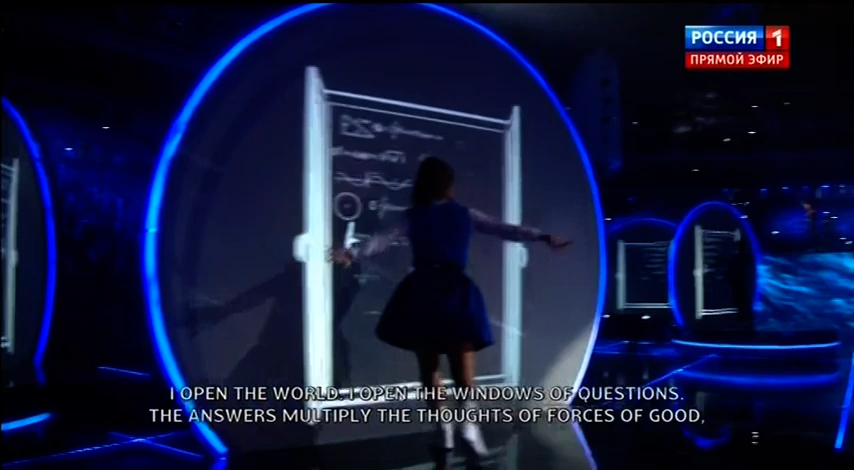 РОССИЯ 1
ПРЯМОЙ ЭФИР
I OPEN THE WORLD. I OPEN THE WINDOWS OF QUESTIONS.
THE ANSWERS MULTIPLY THE THOUGHTS OF FORCES OF GOOD,